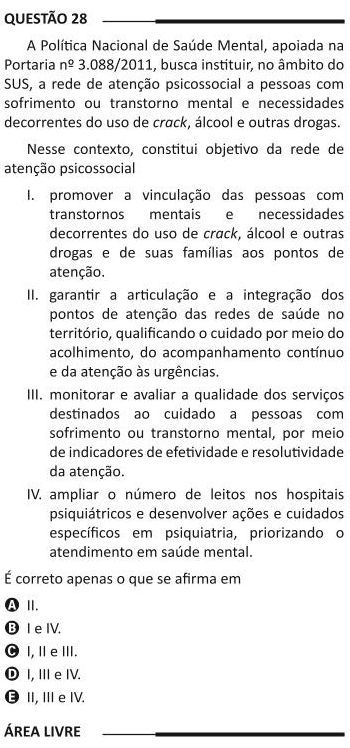 QUESTÃO 28
A Política Nacional de Saúde Mental, apoiada na
Portaria nº 3.088/2011, busca instituir, no âmbito do
SUS, a rede de atenção psicossocial a pessoas com
sofrimento ou transtorno mental e necessidades
decorrentes do uso de crack, álcool e outras drogas.
Nesse contexto, constitui objetivo da rede de
atenção psicossocial
I. promover a vinculação das pessoas com
transtornos mentais e necessidades
decorrentes do uso de crack, álcool e outras
drogas e de suas famílias aos pontos de
atenção.
II. garantir a articulação e a integração dos
pontos de atenção das redes de saúde no
território, qualificando o cuidado por meio do
acolhimento, do acompanhamento contínuo
e da atenção às urgências.
III. monitorar e avaliar a qualidade dos serviços
destinados ao cuidado a pessoas com
sofrimento ou transtorno mental, por meio
de indicadores de efetividade e resolutividade
da atenção.
IV. ampliar o número de leitos nos hospitais
psiquiátricos e desenvolver ações e cuidados
específicos em psiquiatria, priorizando o
atendimento em saúde mental.
É correto apenas o que se afirma em
A II.
B I e IV.
C I, II e III.
D I, III e IV.
E II, III e IV.
ÁREA LIVRE